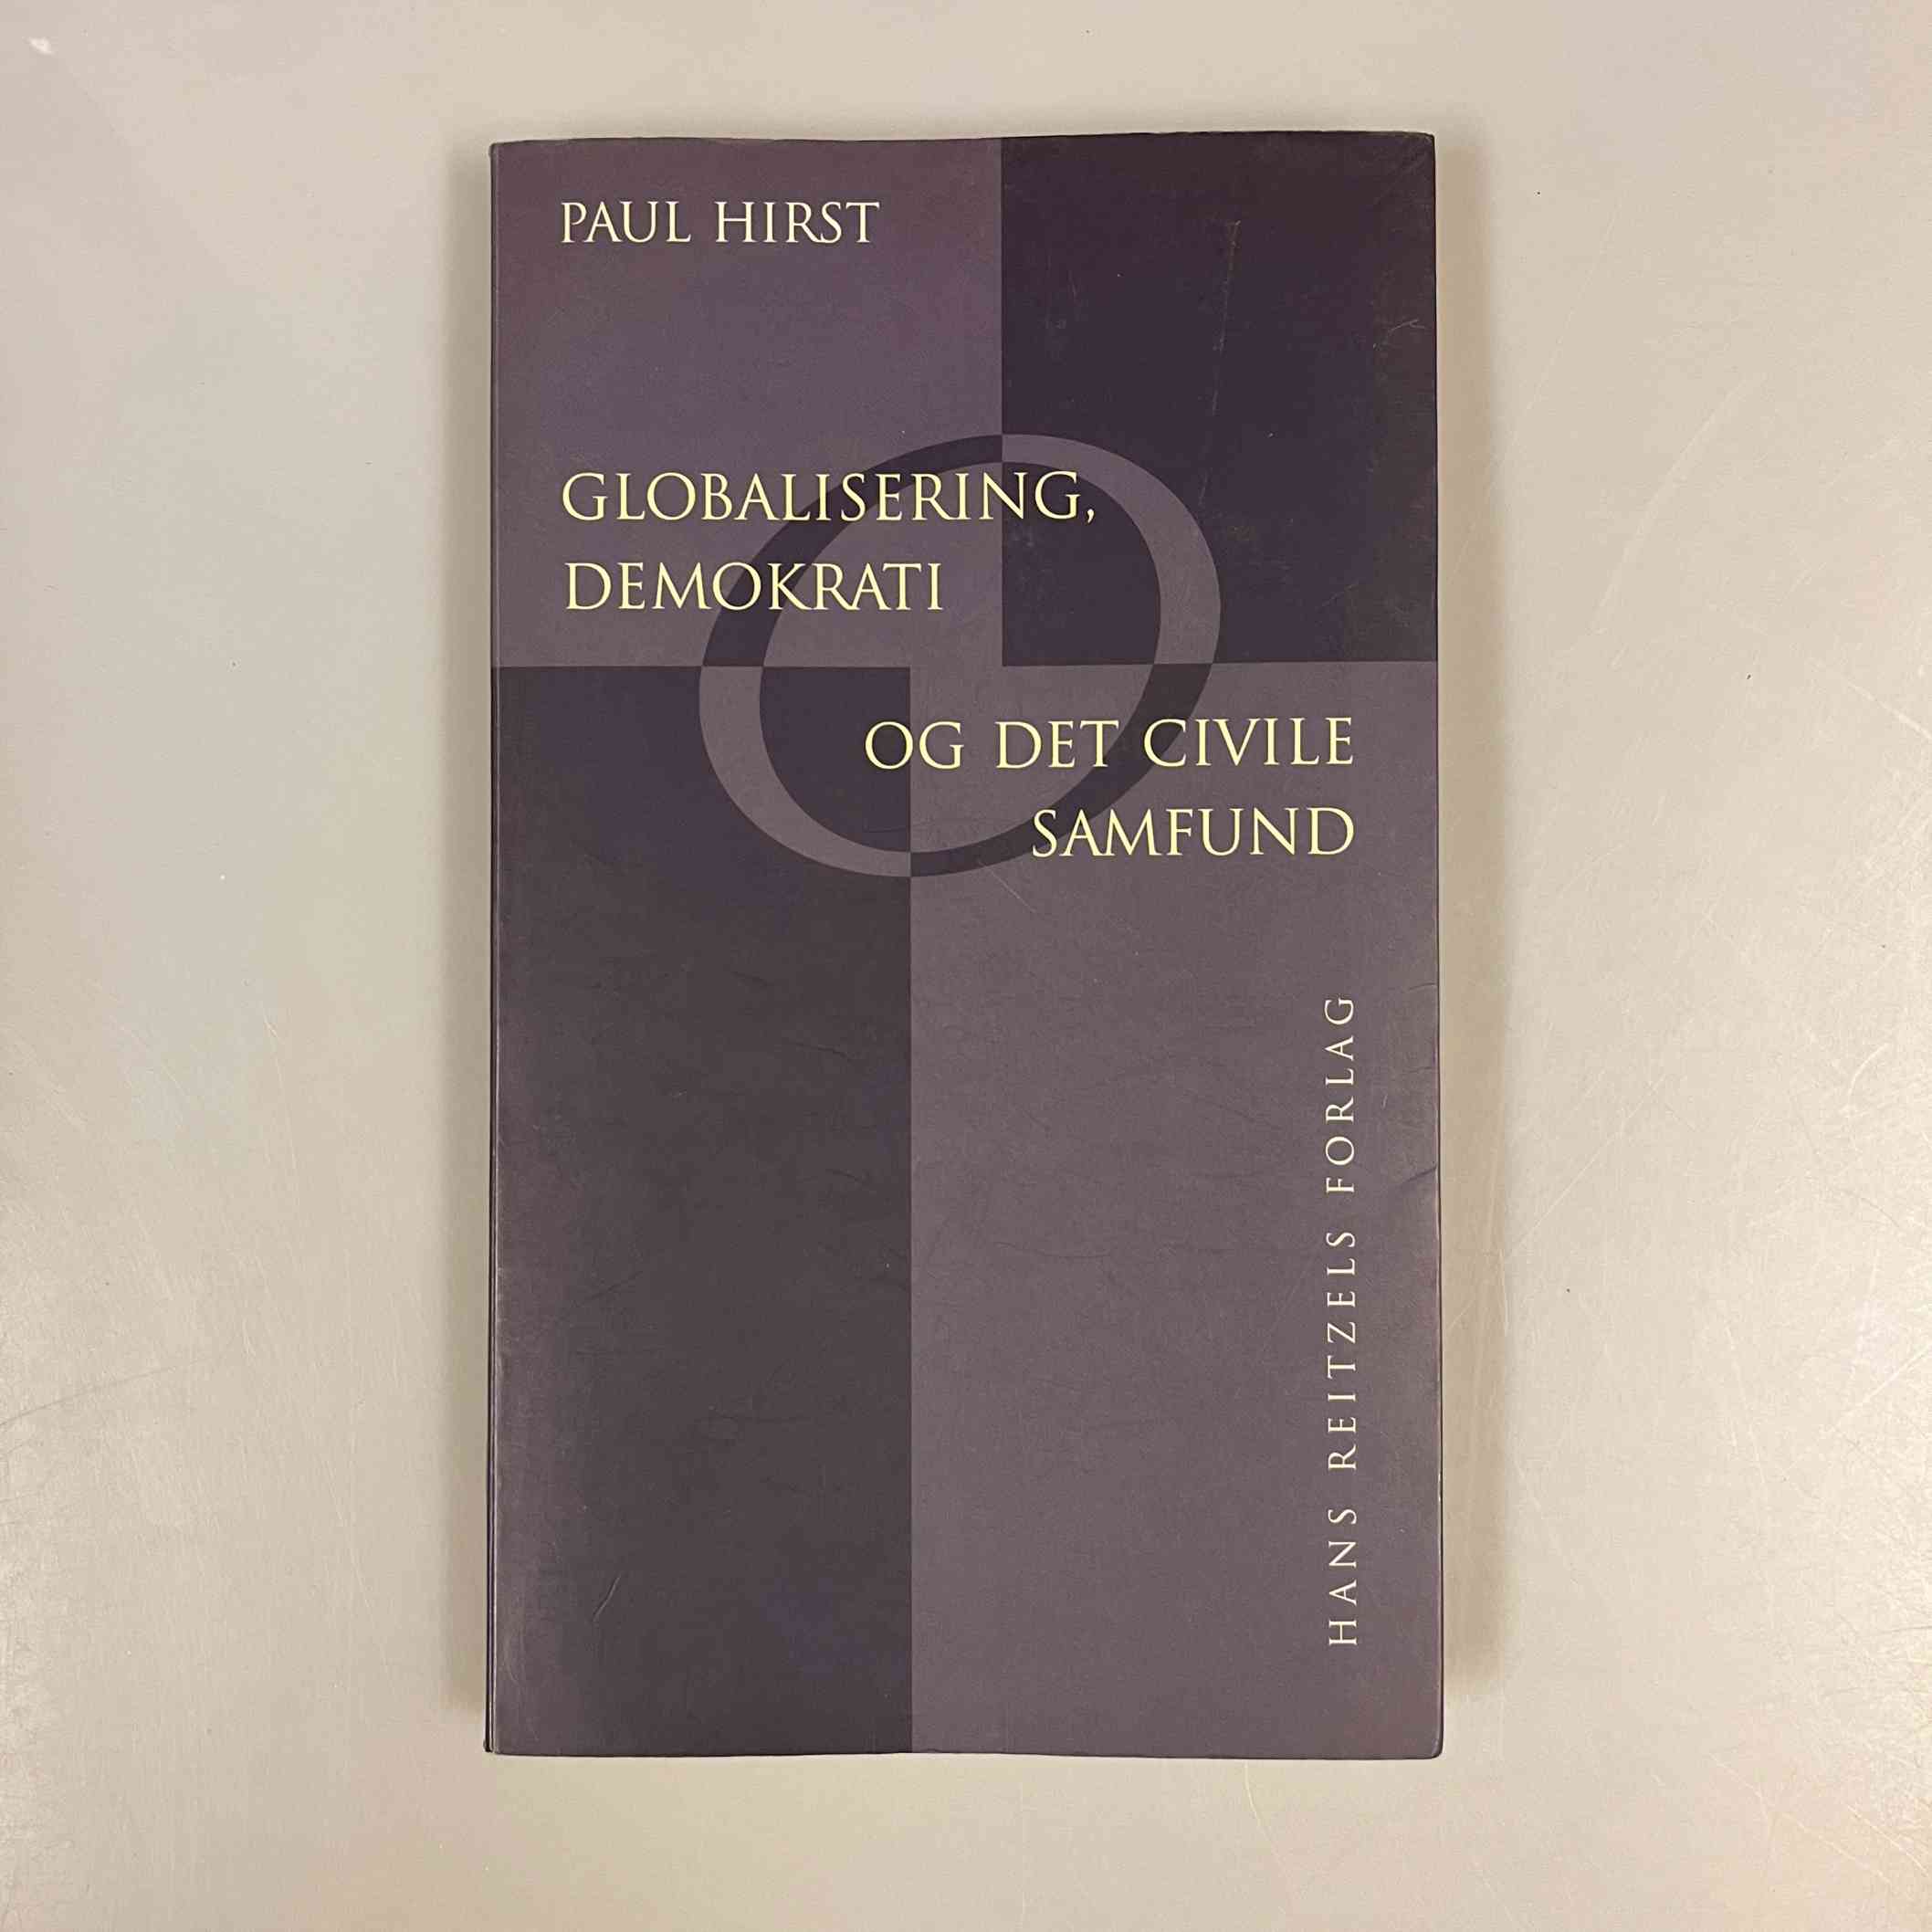 PAUL HIRST
GLOBALISERING,
DEMOKRATI
OG DET CIVILE
SAMFUND
HANS REITZELS FORLAG